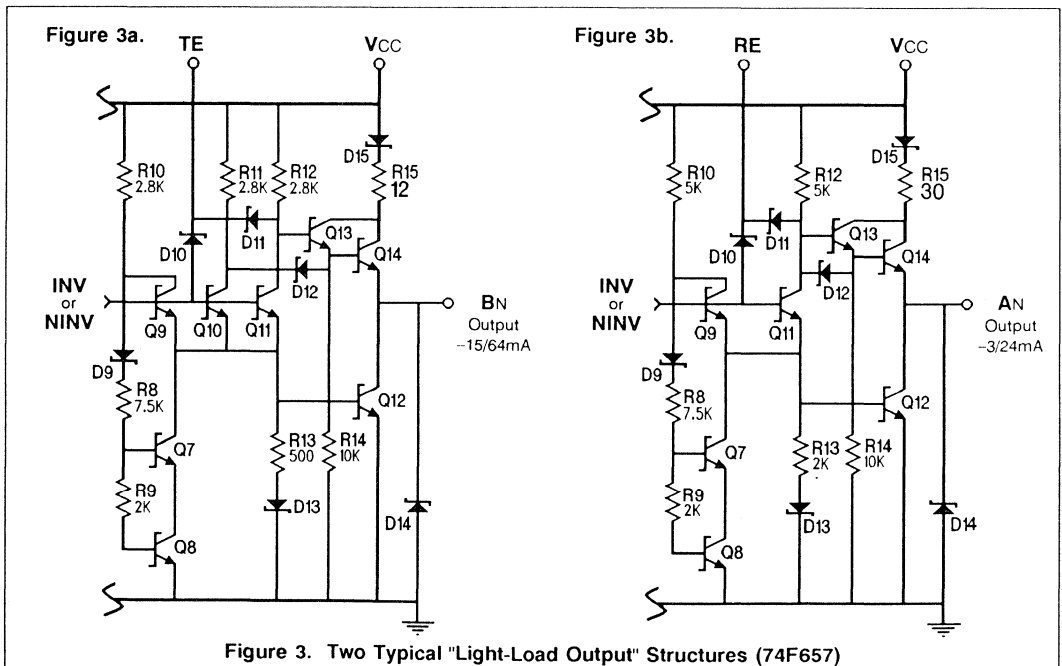 Figure 3a.
TE
VCC
R10
2.8K
R11
2.8K
R12
2.8K
D15
R15
12
D11
Q13
D10
Q14
D12
INV
or
NINV
Q9
Q10
Q11
BN
Output
-15/64mA
D9
R8
7.5K
Q12
Q7
R13
500
R14
10K
R9
2K
D13
D14
Q8
Figure 3b.
RE
VCC
R10
5K
R12
5K
D15
R15
30
D11
Q13
D10
Q14
D12
INV
or
NINV
Q9
Q11
AN
Output
-3/24mA
D9
R8
7.5K
Q12
Q7
R13
2K
R14
10K
R9
2K
D13
D14
Q8
Figure 3. Two Typical "Light-Load Output" Structures (74F657)